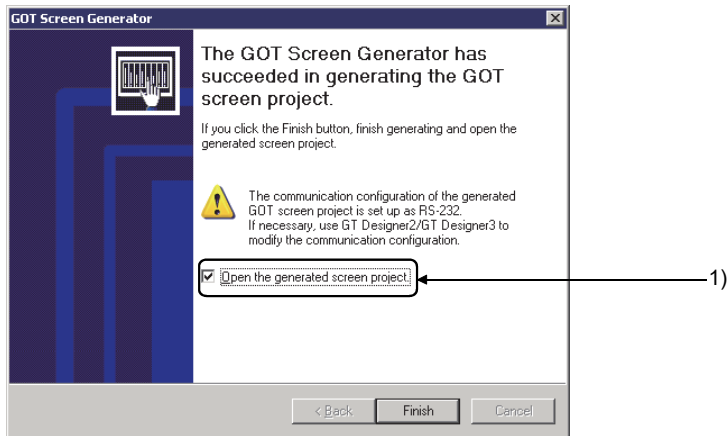 GOT Screen Generator
The GOT Screen Generator has
succeeded in generating the GOT
screen project.
If you click the Finish button, finish generating and open the
generated screen project.
The communication configuration of the generated
GOT screen project is set up as RS-232.
If necessary, use GT Designer2/GT Designer3 to
modify the communication configuration.
Open the generated screen project.
1)
< Back
Finish
Cancel